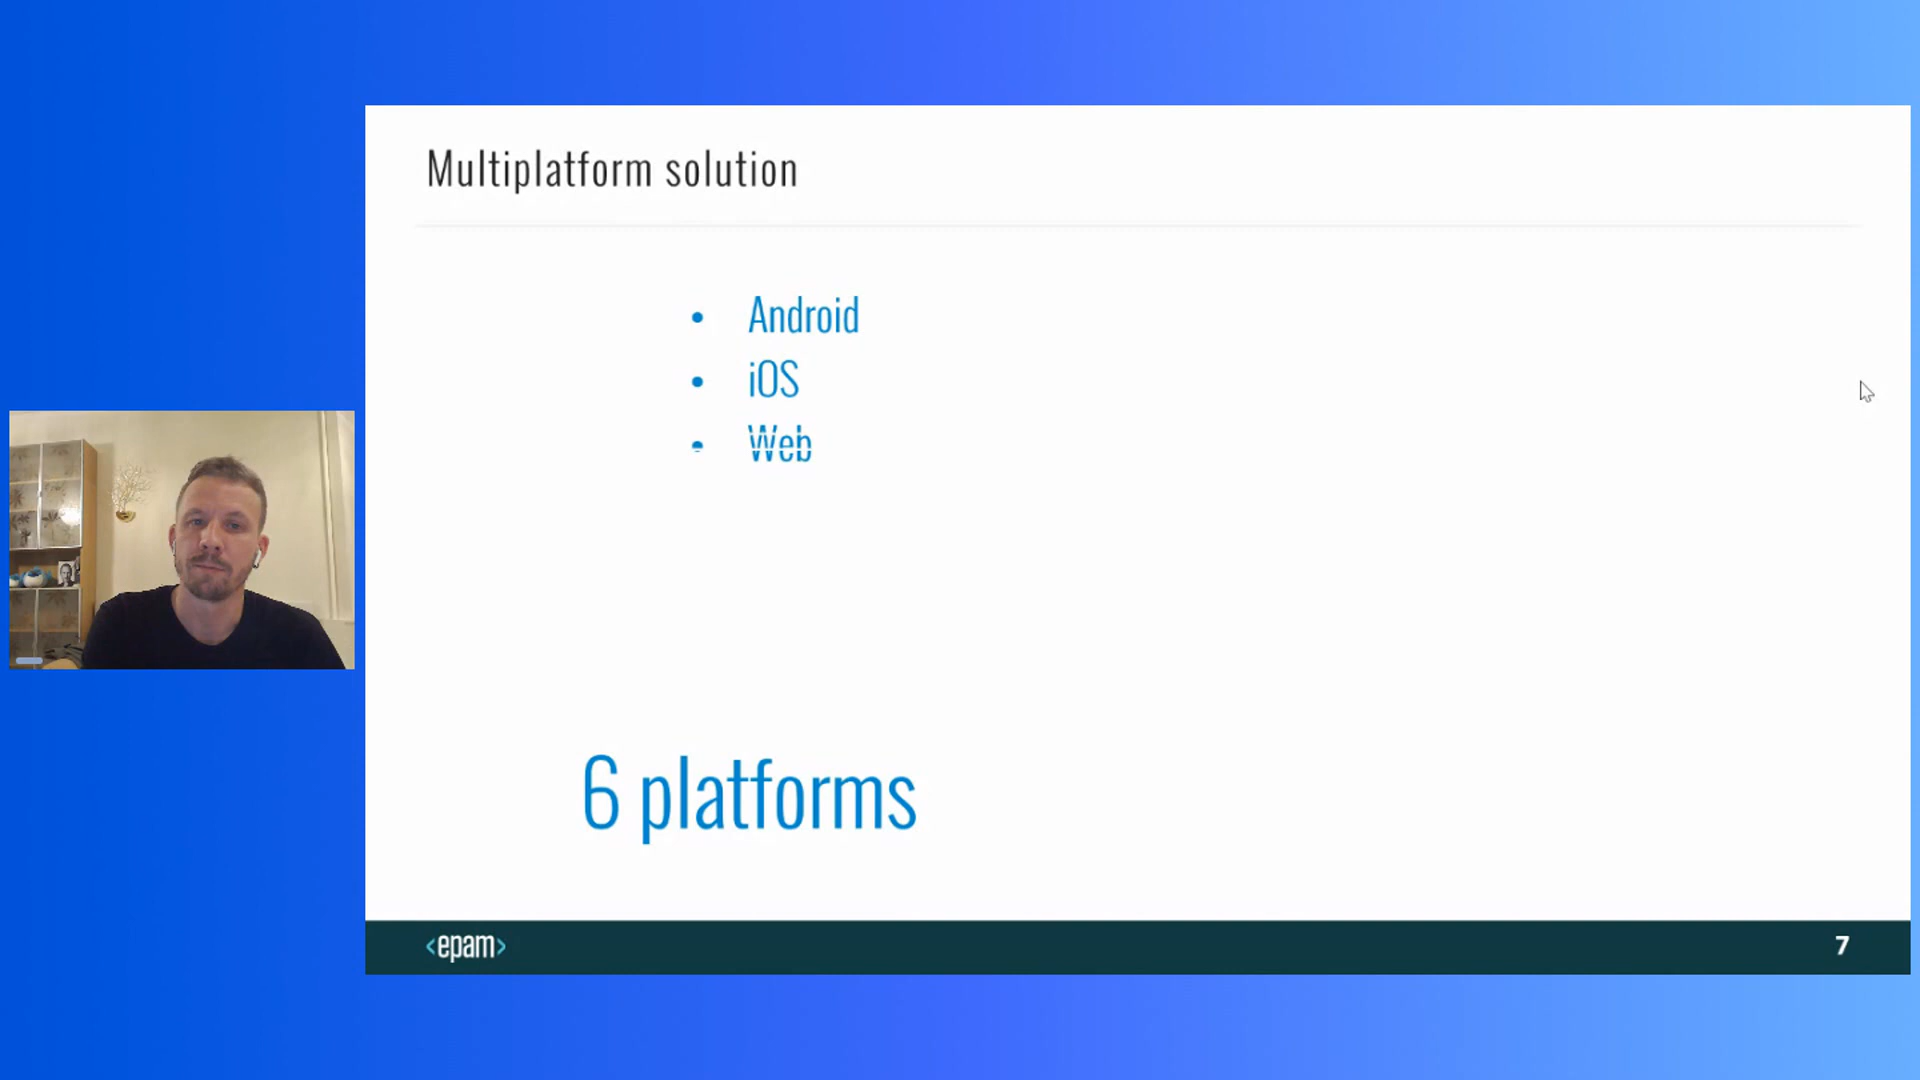 Multiplatform solution
• Android
• iOS
• Web
6 platforms
<epam>
7